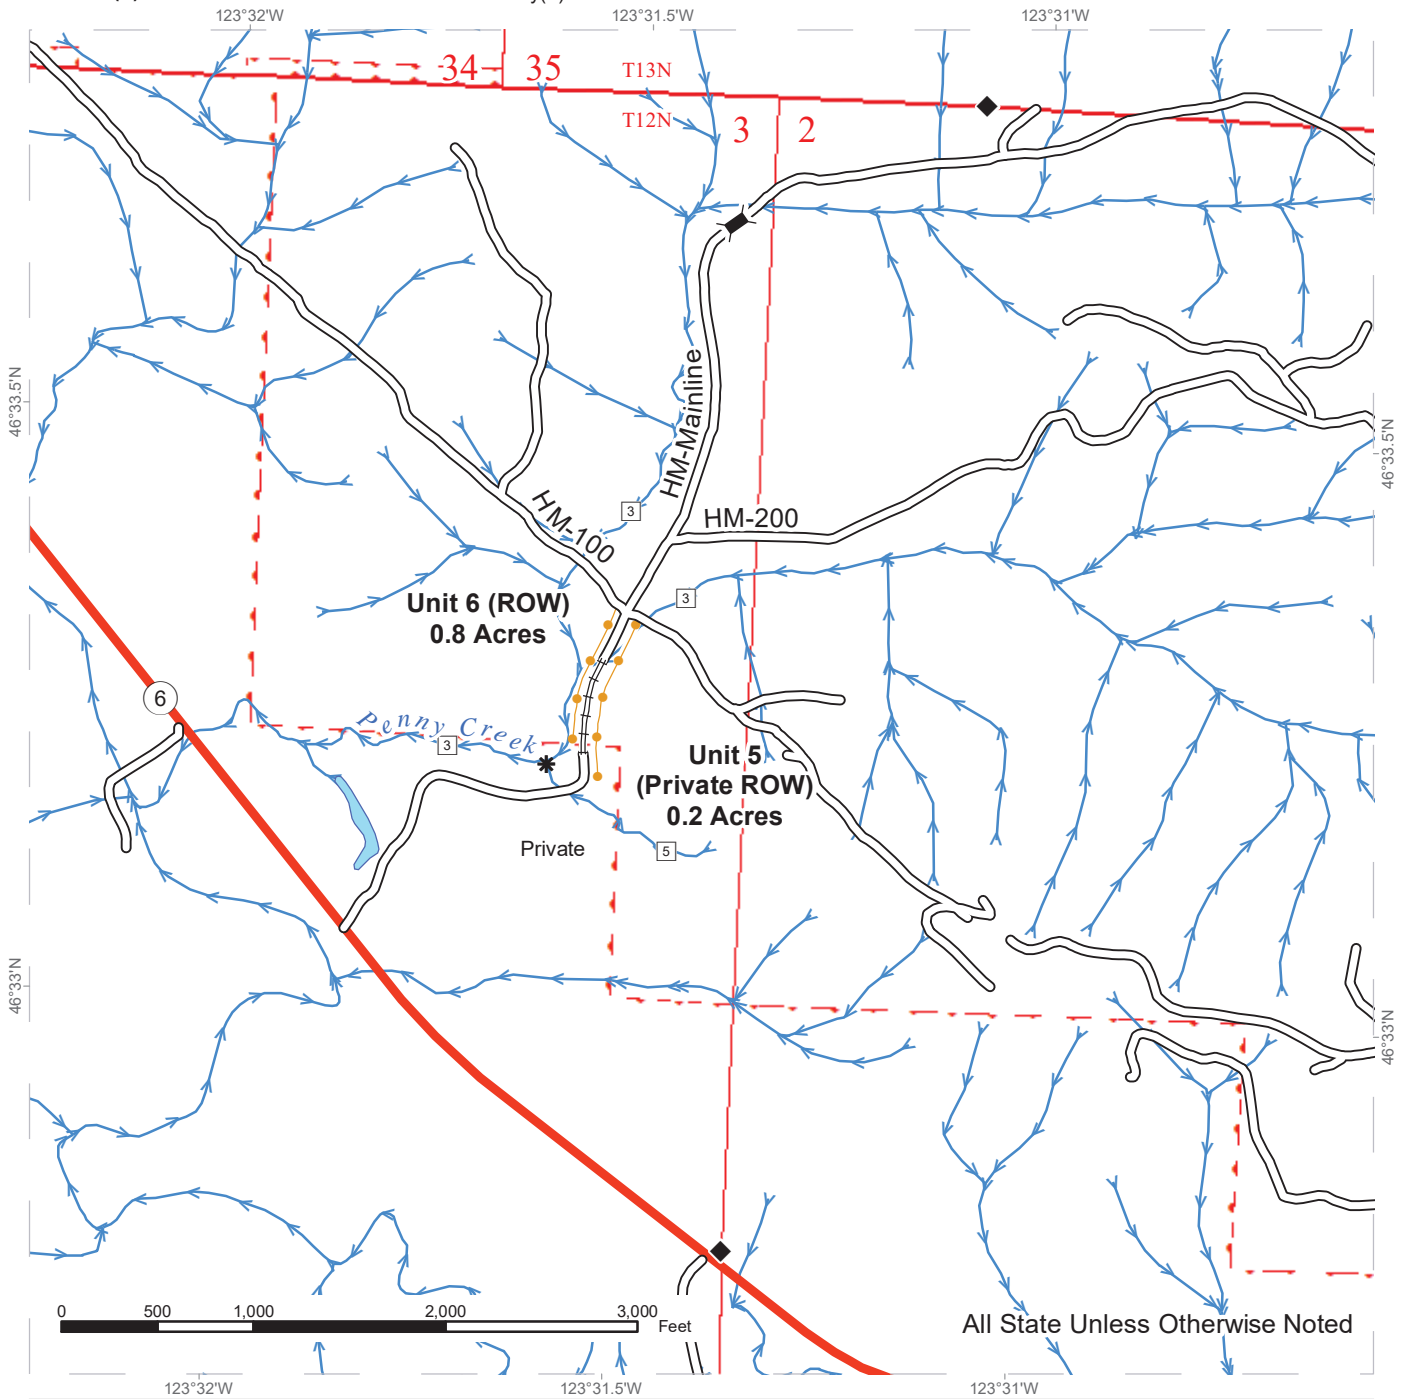 123°32'W
123°31.5'W
123°31'W
34
35
T13N
T12N
3
2
46°33.5'N
46°33.5'N
HM-Mainline
3
HM-200
HM-100
3
Unit 6 (ROW)
0.8 Acres
6
Penny Creek
3
Unit 5
(Private ROW)
0.2 Acres
Private
5
46°33'N
46°33'N
0
500
1,000
2,000
3,000
Feet
All State Unless Otherwise Noted
123°32'W
123°31.5'W
123°31'W